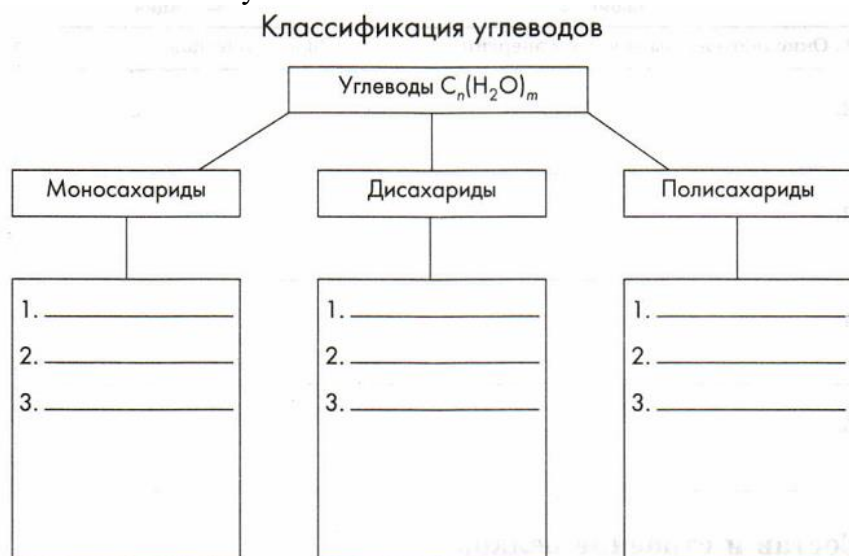 Классификация углеводов
Углеводы Cₙ(H₂O)ₘ
Моносахариды Дисахариды Полисахариды
1. 1. 1.
2. 2. 2.
3. 3. 3.